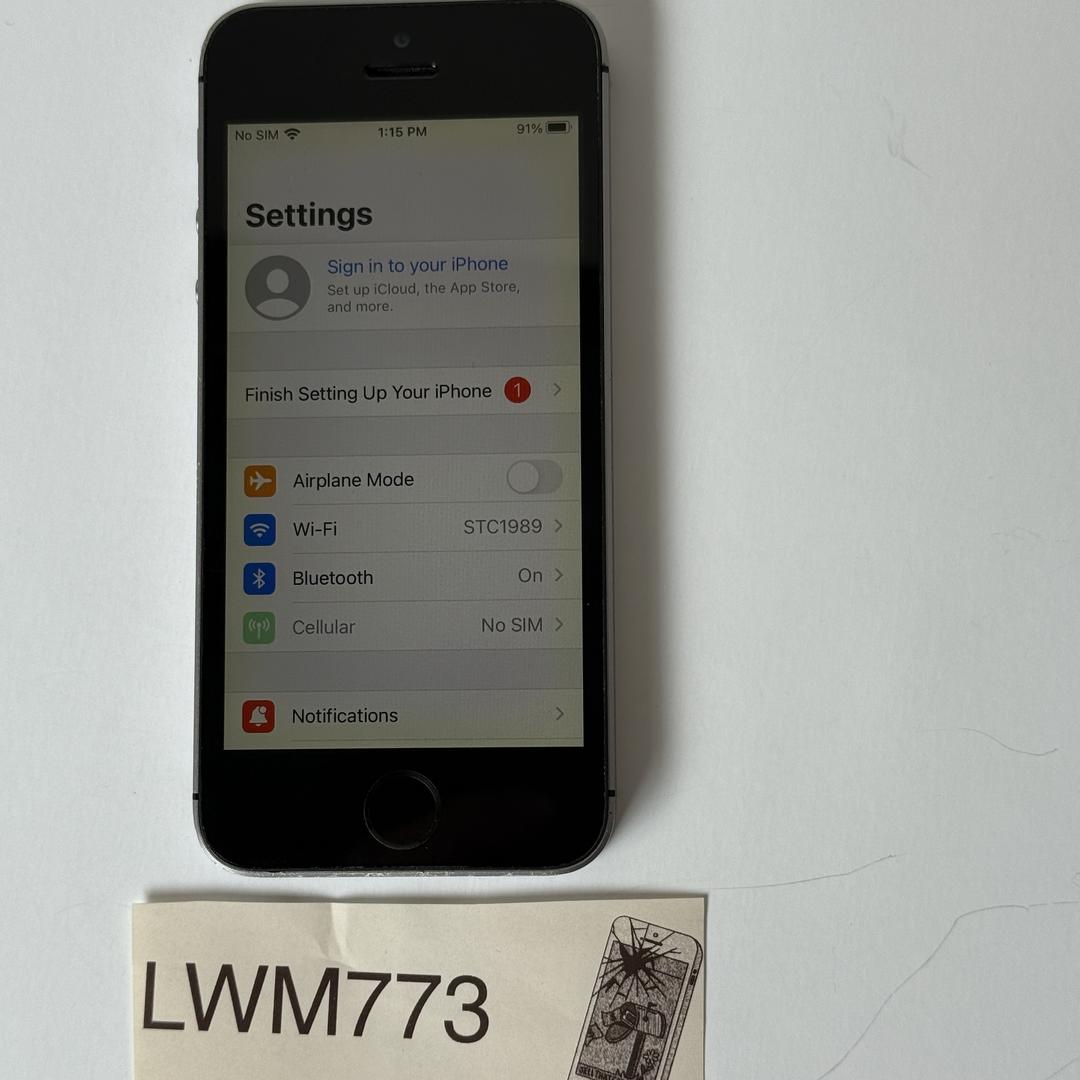 No SIM 1:15 PM 91%
Settings
Sign in to your iPhone
Set up iCloud, the App Store,
and more.
Finish Setting Up Your iPhone 1
Airplane Mode
Wi-Fi STC1989
Bluetooth On
Cellular No SIM
Notifications
LWM773